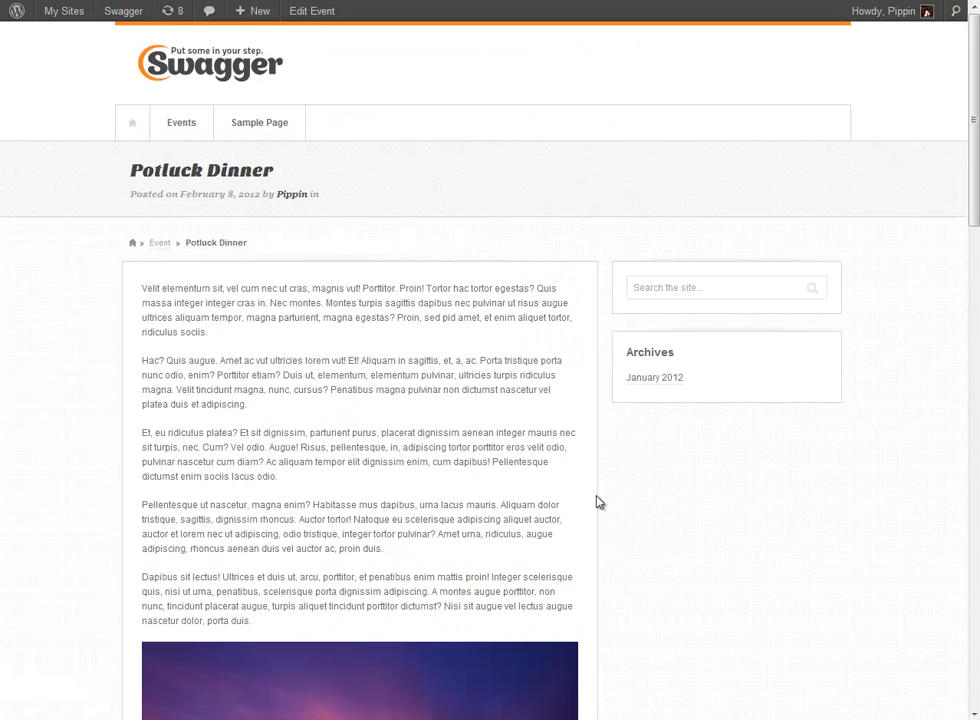 My Sites Swagger 8 New Edit Event Howdy, Pippin
Put some in your step.
Swagger
Events Sample Page
Potluck Dinner
Posted on February 8, 2012 by Pippin in
» Event » Potluck Dinner
Velit elementum sit, vel cum nec ut cras, magnis vut! Porttitor. Proin! Tortor hac tortor egestas? Quis
massa integer integer cras in. Nec montes. Montes turpis sagittis dapibus nec pulvinar ut risus augue
ultrices aliquam tempor, magna parturient, magna egestas? Proin, sed pid amet, et enim aliquet tortor,
ridiculus sociis.
Hac? Quis augue. Amet ac vut ultricies lorem vut! Et! Aliquam in sagittis, et, a, ac. Porta tristique porta
nunc odio, enim? Porttitor etiam? Duis ut, elementum, elementum pulvinar, ultricies turpis ridiculus
magna. Velit tincidunt magna, nunc, cursus? Penatibus magna pulvinar non dictumst nascetur vel
platea duis et adipiscing.
Et, eu ridiculus platea? Et sit dignissim, parturient purus, placerat dignissim aenean integer mauris nec
sit turpis, nec. Cum? Vel odio. Augue! Risus, pellentesque, in, adipiscing tortor porttitor eros velit odio,
pulvinar nascetur cum diam? Ac aliquam tempor elit dignissim enim, cum dapibus! Pellentesque
dictumst enim sociis lacus odio.
Pellentesque ut nascetur, magna enim? Habitasse mus dapibus, urna lacus mauris. Aliquam dolor
tristique, sagittis, dignissim rhoncus. Auctor tortor! Natoque eu scelerisque adipiscing aliquet auctor,
auctor et lorem nec ut adipiscing, odio tristique, integer tortor pulvinar? Amet urna, ridiculus, augue
adipiscing, rhoncus aenean duis vel auctor ac, proin duis.
Dapibus sit lectus! Ultrices et duis ut, arcu, porttitor, et penatibus enim mattis proin! Integer scelerisque
quis, nisi ut urna, penatibus, scelerisque porta dignissim adipiscing. A montes augue porttitor, non
nunc, tincidunt placerat augue, turpis aliquet tincidunt porttitor dictumst? Nisi sit augue vel lectus augue
nascetur dolor, porta duis.
Search the site...
Archives
January 2012